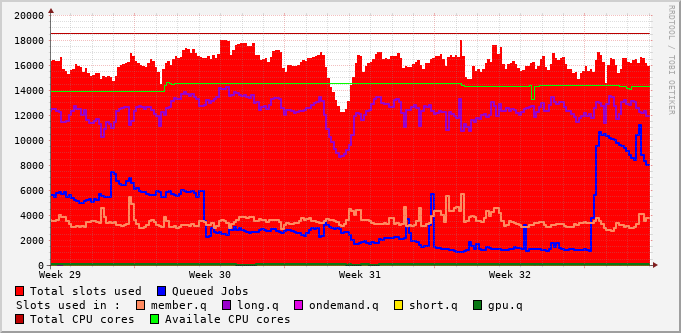 20000
18000
16000
14000
12000
10000
8000
6000
4000
2000
0
Week 29 Week 30 Week 31 Week 32
Total slots used Queued Jobs
Slots used in : member.q long.q ondemand.q short.q gpu.q
Total CPU cores Availale CPU cores
RRDTOOL / TOBI OETIKER